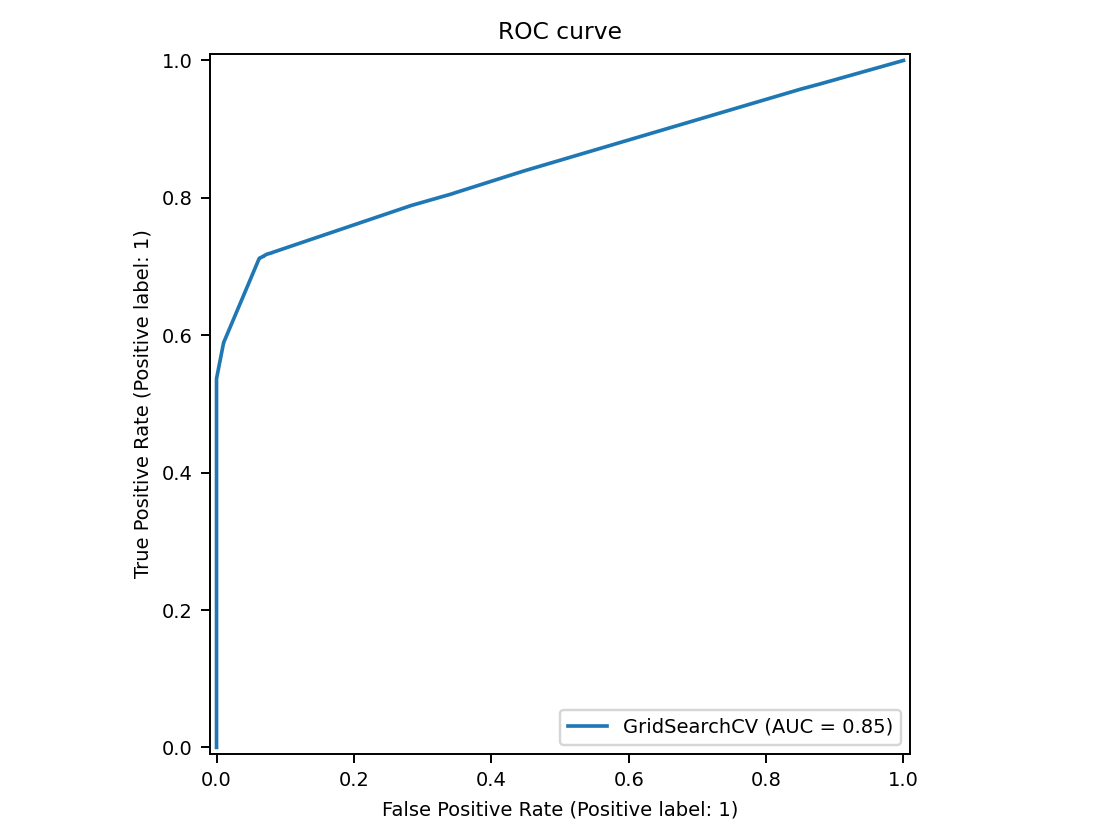 ROC curve
1.0
0.8
0.6
0.4
0.2
0.0
True Positive Rate (Positive label: 1)
GridSearchCV (AUC = 0.85)
0.0 0.2 0.4 0.6 0.8 1.0
False Positive Rate (Positive label: 1)